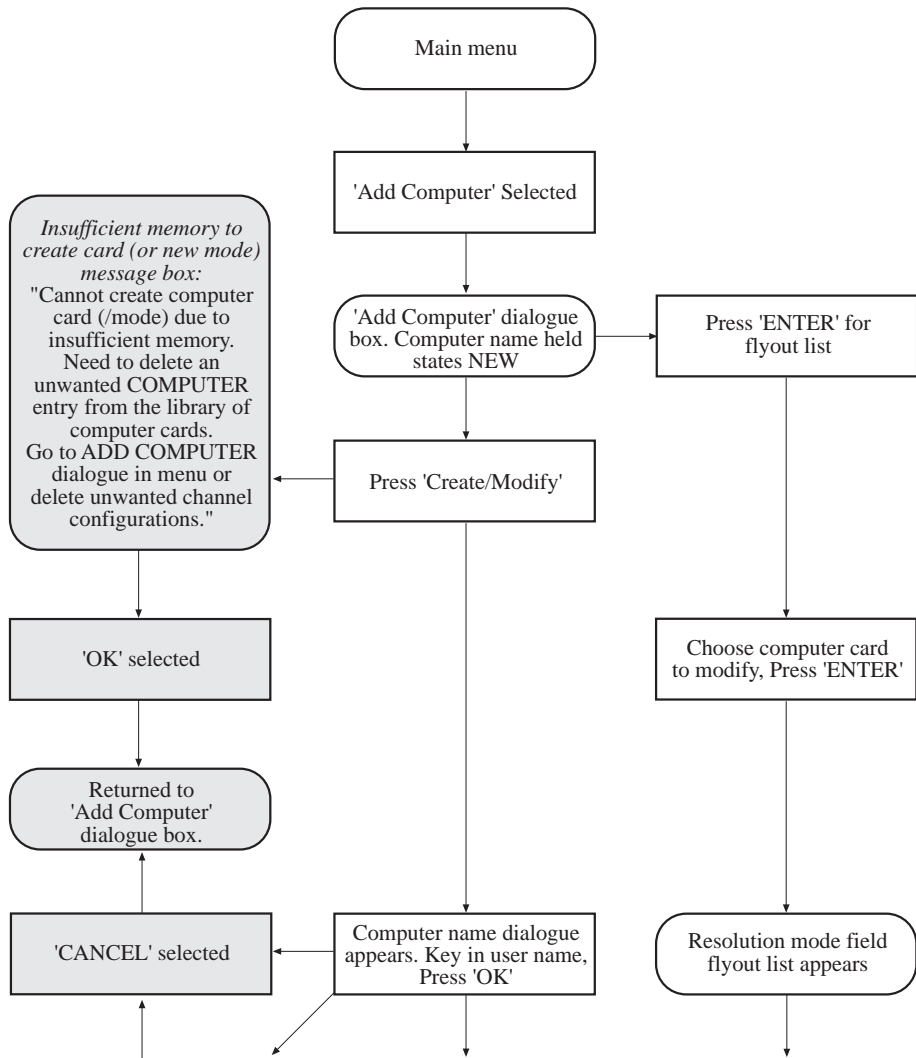 Main menu
'Add Computer' Selected
Insufficient memory to
create card (or new mode)
message box:
"Cannot create computer
card (/mode) due to
insufficient memory.
Need to delete an
unwanted COMPUTER
entry from the library of
computer cards.
Go to ADD COMPUTER
dialogue in menu or
delete unwanted channel
configurations."
'Add Computer' dialogue
box. Computer name held
states NEW
Press 'ENTER' for
flyout list
Press 'Create/Modify'
'OK' selected
Choose computer card
to modify, Press 'ENTER'
Returned to
'Add Computer'
dialogue box.
'CANCEL' selected
Computer name dialogue
appears. Key in user name,
Press 'OK'
Resolution mode field
flyout list appears